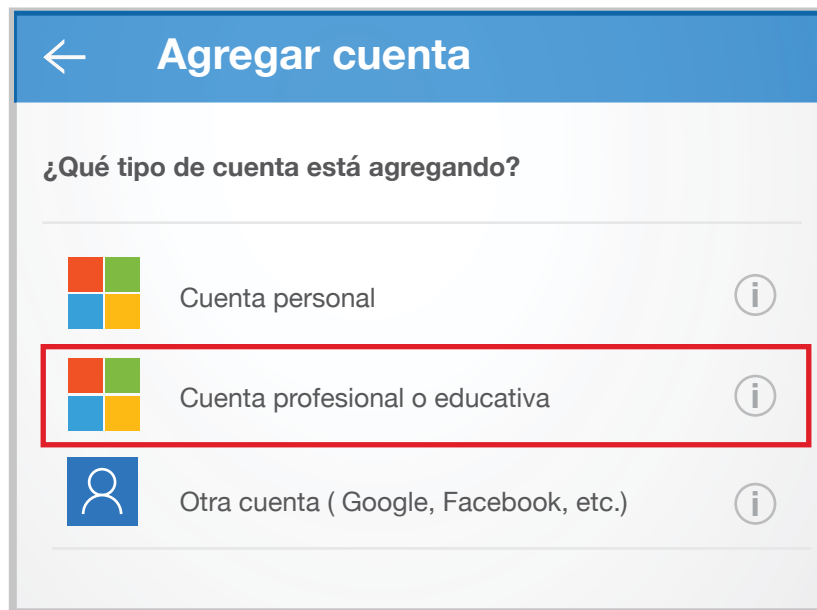 Agregar cuenta
¿Qué tipo de cuenta está agregando?
Cuenta personal
Cuenta profesional o educativa
Otra cuenta ( Google, Facebook, etc.)